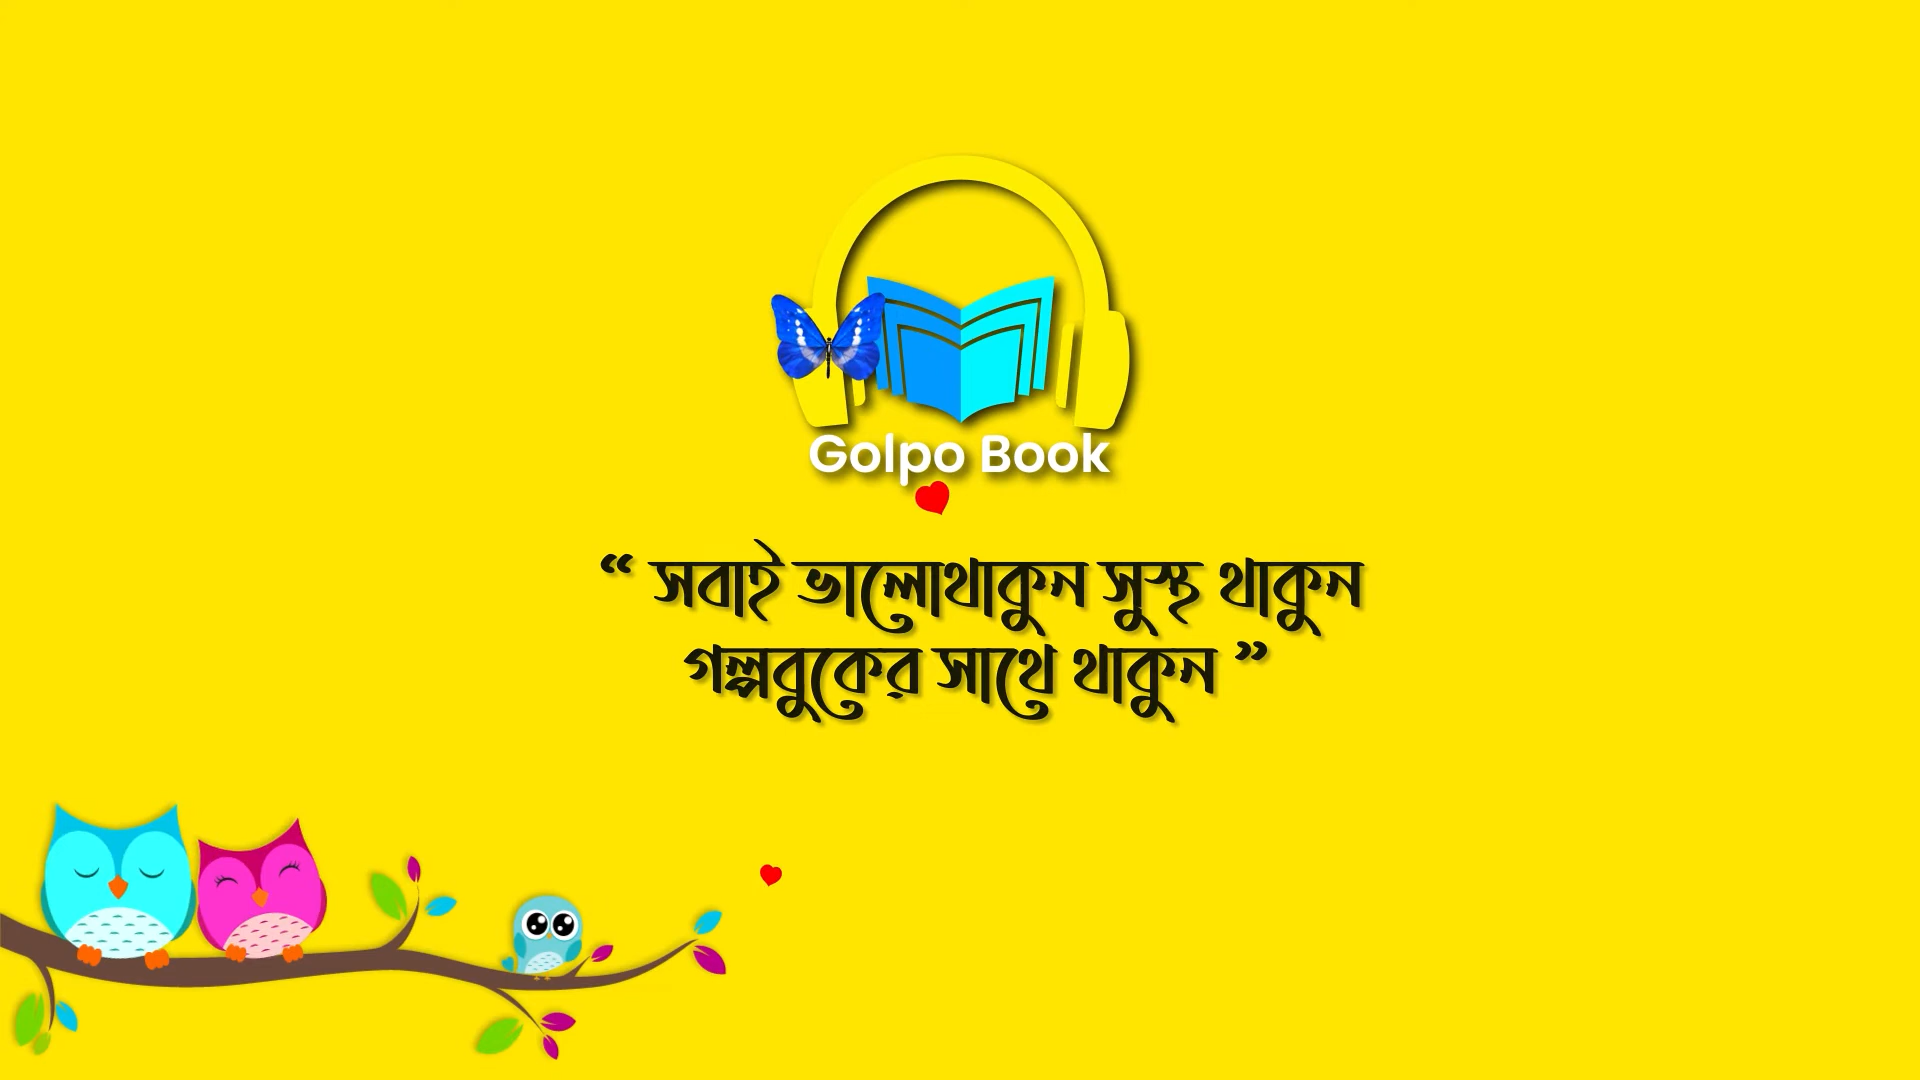 Golpo Book
“ সবাই ভালোথাকুন সুস্থ থাকুন
গল্পবুকের সাথে থাকুন ”